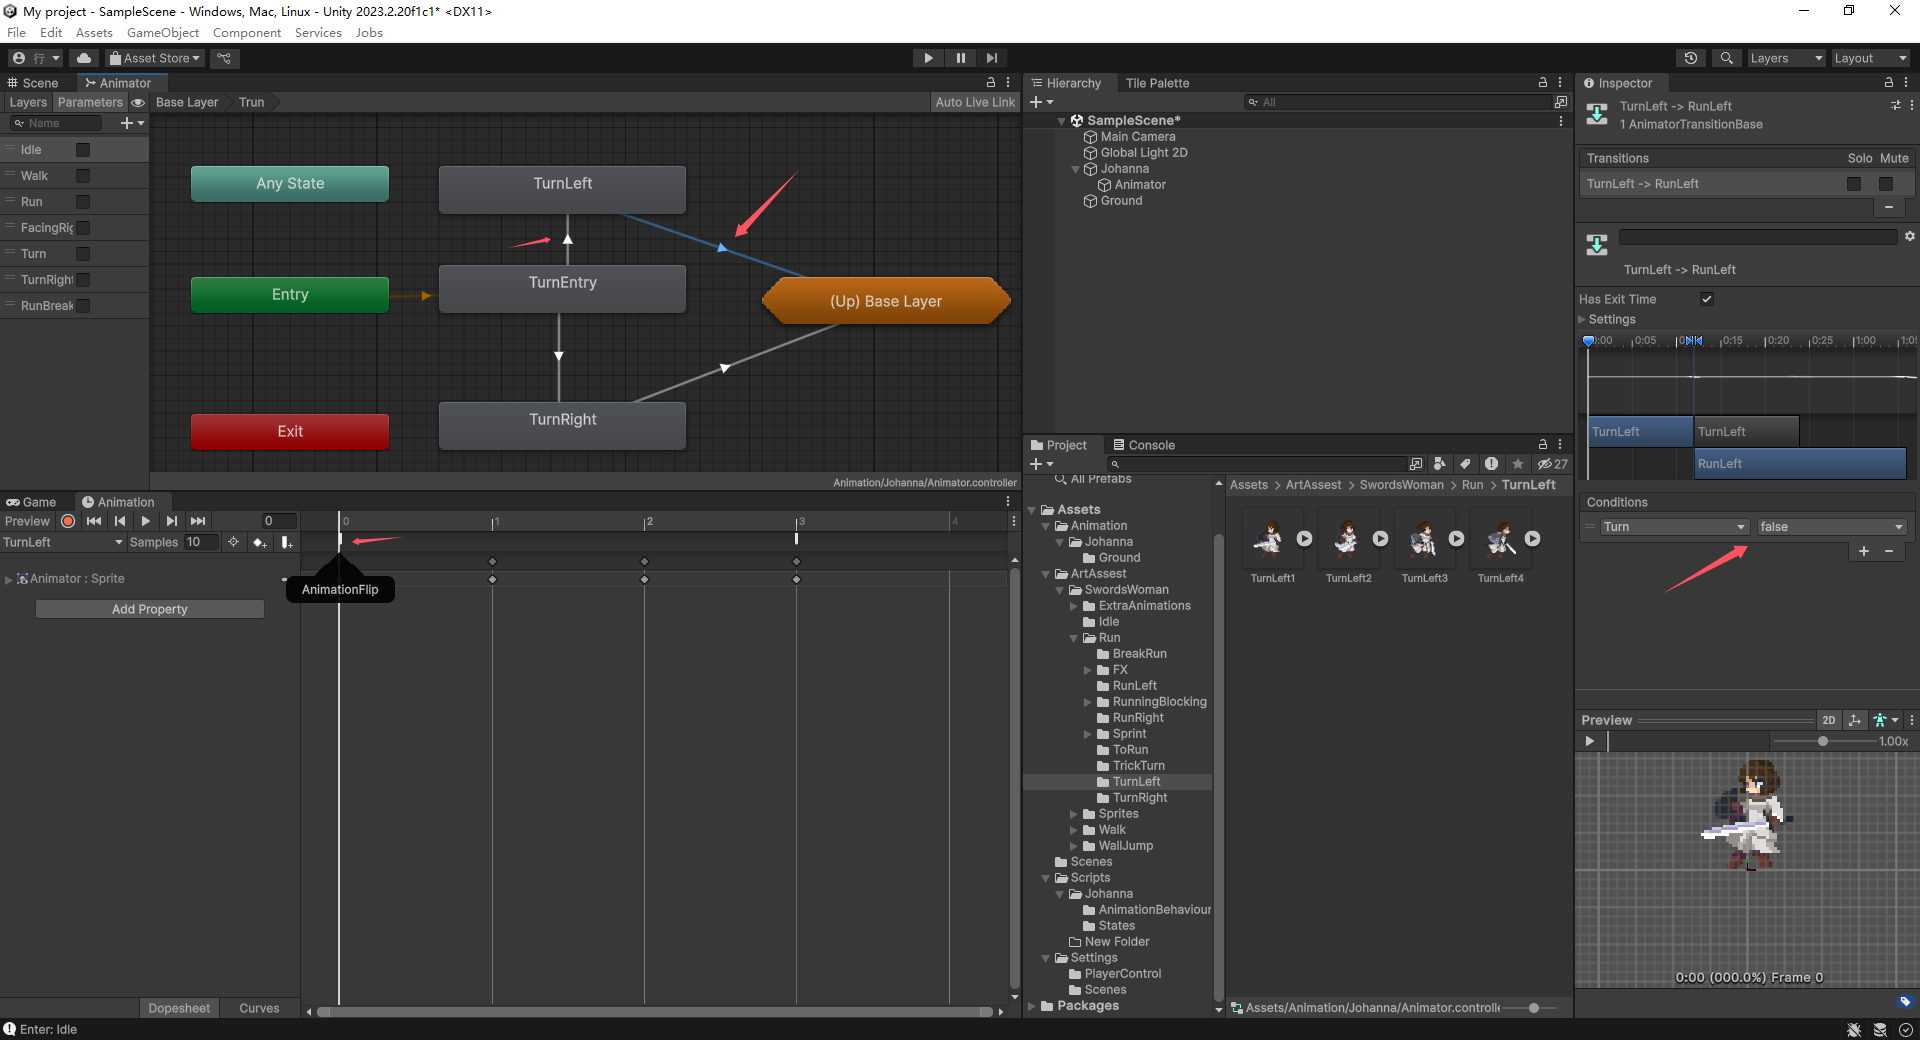 My project - SampleScene - Windows, Mac, Linux - Unity 2023.2.20f1c1* <DX11>
File Edit Assets GameObject Component Services Jobs
行 Asset Store Layers Layout
Scene Animator
Layers Parameters Base Layer Trun Auto Live Link
Name
Idle
Walk
Run
FacingRig
Turn
TurnRight
RunBreak
Any State
TurnLeft
Entry
TurnEntry
(Up) Base Layer
Exit
TurnRight
Animation/Johanna/Animator.controller
Game Animation
Preview 0 0 1 2 3 4
TurnLeft Samples 10
Animator : Sprite
AnimationFlip
Add Property
Dopesheet Curves
Enter: Idle
Hierarchy Tile Palette
All
SampleScene*
Main Camera
Global Light 2D
Johanna
Animator
Ground
Project Console
27
All Prefabs
Assets
Animation
Johanna
Ground
ArtAssest
SwordsWoman
ExtraAnimations
Idle
Run
BreakRun
FX
RunLeft
RunningBlocking
RunRight
Sprint
ToRun
TrickTurn
TurnLeft
TurnRight
Sprites
Walk
WallJump
Scenes
Scripts
Johanna
AnimationBehaviour
States
New Folder
Settings
PlayerControl
Scenes
Packages
Assets > ArtAssest > SwordsWoman > Run > TurnLeft
TurnLeft1 TurnLeft2 TurnLeft3 TurnLeft4
Assets/Animation/Johanna/Animator.controlle
Inspector
TurnLeft -> RunLeft
1 AnimatorTransitionBase
Transitions Solo Mute
TurnLeft -> RunLeft
TurnLeft -> RunLeft
Has Exit Time
Settings
:00 0:05 0:15 0:20 0:25 1:00 1:05
TurnLeft TurnLeft
RunLeft
Conditions
Turn false
Preview 2D
1.00x
0:00 (000.0%) Frame 0